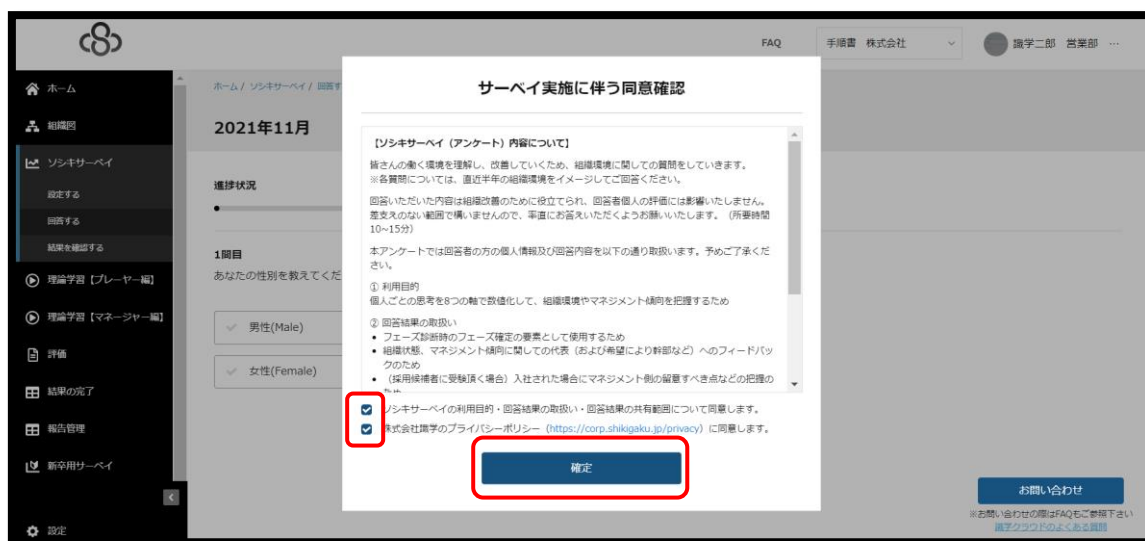 FAQ
手順書 株式会社
識学二郎 営業部 …
ホーム
組織図
ソシキサーベイ
設定する
回答する
結果を確認する
理論学習【プレーヤー編】
理論学習【マネージャー編】
評価
結果の完了
報告管理
新卒用サーベイ
設定
ホーム / ソシキサーベイ / 回答す
2021年11月
進捗状況
1問目
あなたの性別を教えてくだ
男性(Male)
女性(Female)
サーベイ実施に伴う同意確認
【ソシキサーベイ（アンケート）内容について】
皆さんの働く環境を理解し、改善していくため、組織環境に関しての質問をしていきます。
※各質問については、直近半年の組織環境をイメージしてご回答ください。
回答いただいた内容は組織改善のために役立てられ、回答者個人の評価には影響いたしません。
差支えのない範囲で構いませんので、率直にお答えいただくようお願いいたします。（所要時間
10~15分）
本アンケートでは回答者の方の個人情報及び回答内容を以下の通り取扱います。予めご了承くだ
さい。
① 利用目的
個人ごとの思考を8つの軸で数値化して、組織環境やマネジメント傾向を把握するため
② 回答結果の取扱い
• フェーズ診断時のフェーズ確定の要素として使用するため
• 組織状態、マネジメント傾向に関しての代表（および希望により幹部など）へのフィードバッ
クのため
• （採用候補者に受験頂く場合）入社された場合にマネジメント側の留意すべき点などの把握の
ため
ソシキサーベイの利用目的・回答結果の取扱い・回答結果の共有範囲について同意します。
株式会社識学のプライバシーポリシー（https://corp.shikigaku.jp/privacy）に同意します。
確定
お問い合わせ
※お問い合わせの際はFAQもご参照下さい
識学クラウドのよくある質問